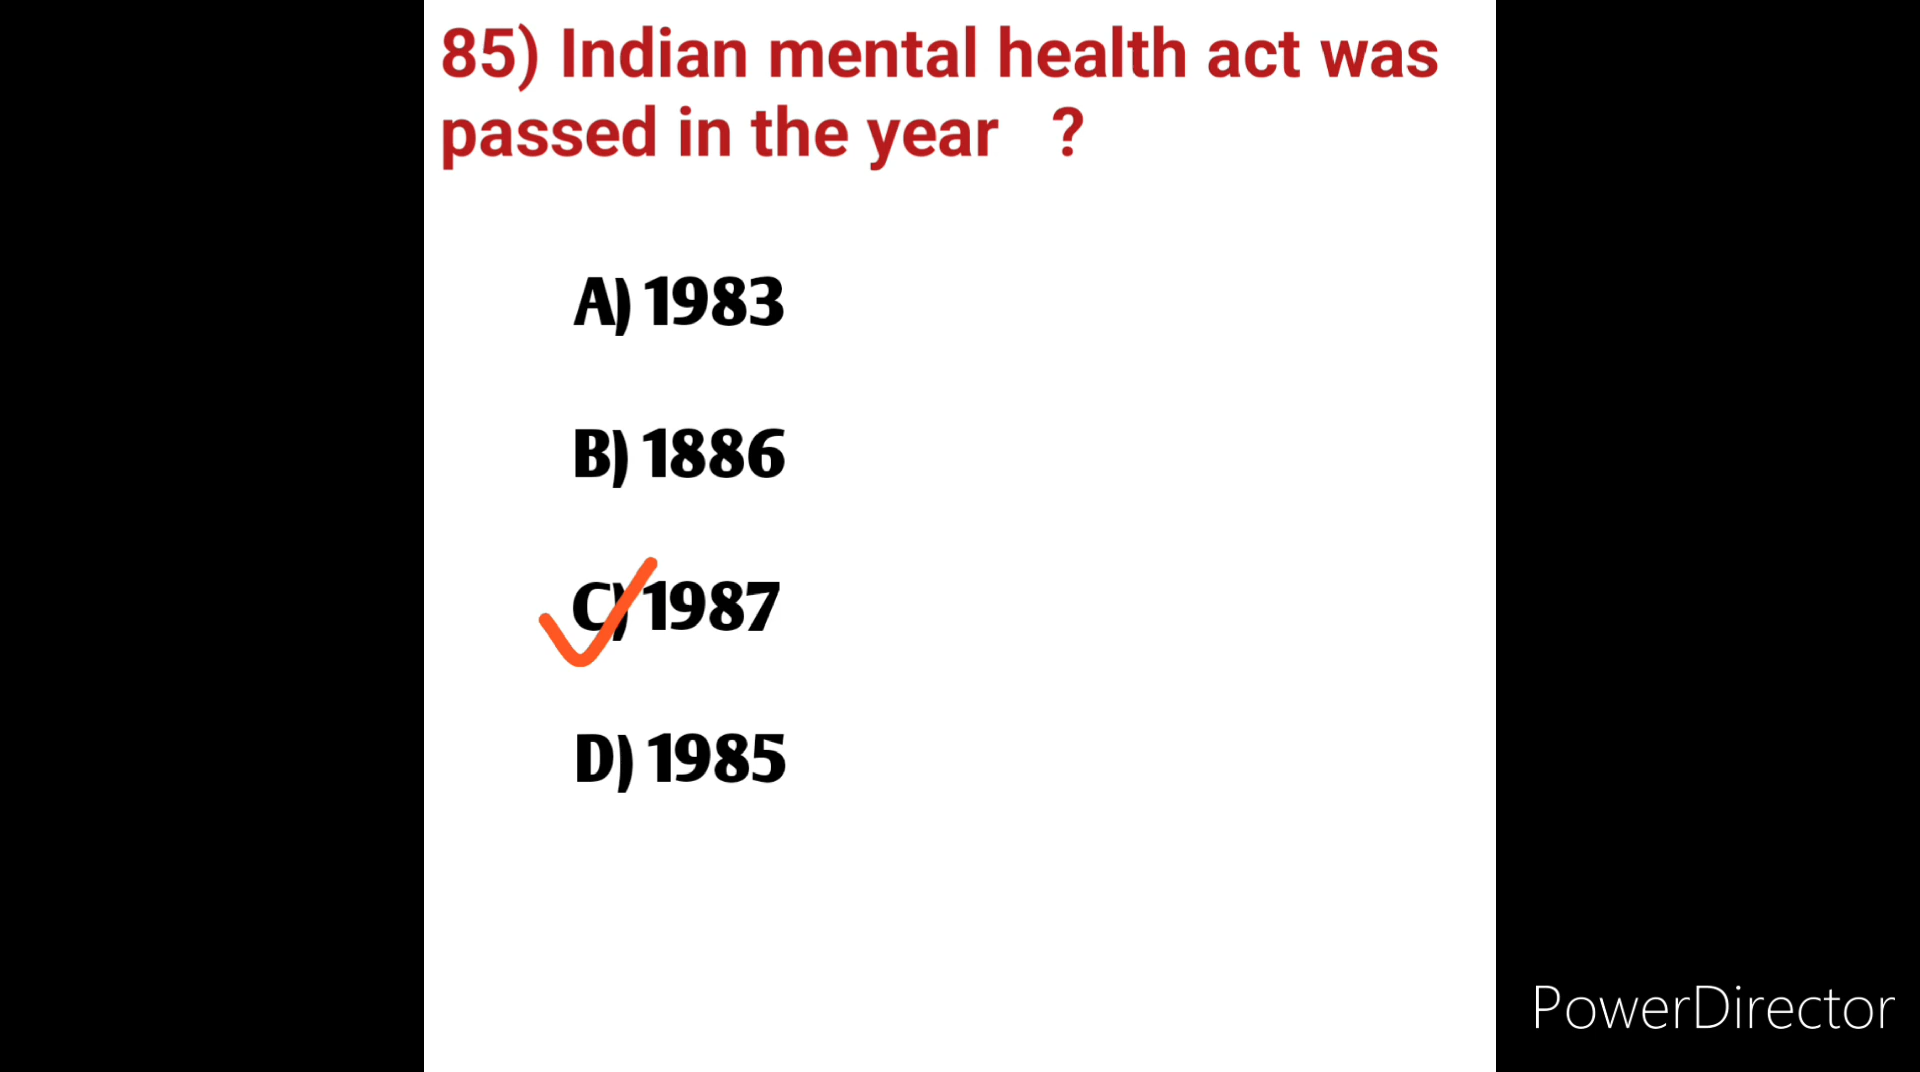 85) Indian mental health act was
passed in the year ?
A) 1983
B) 1886
C) 1987
D) 1985
PowerDirector